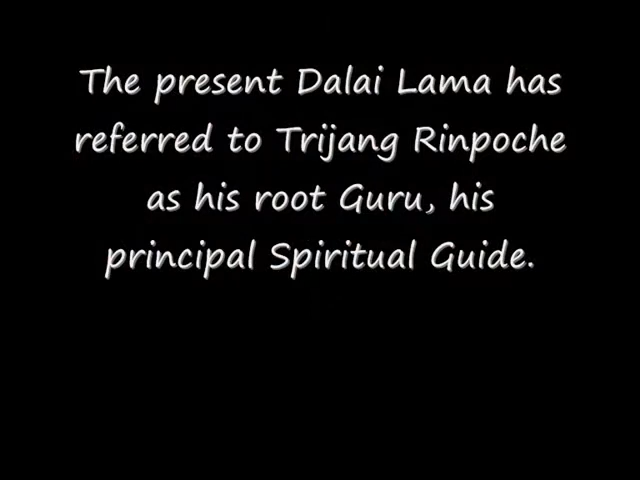 The present Dalai Lama has
referred to Trijang Rinpoche
as his root Guru, his
principal Spiritual Guide.